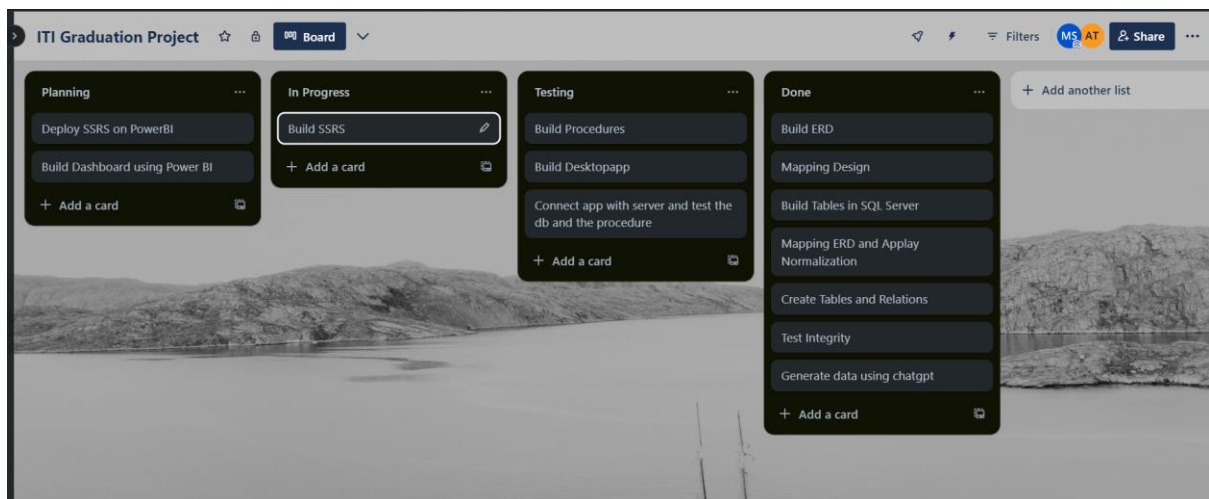 ITI Graduation Project
Board
Filters
MS
AT
Share
Planning
Deploy SSRS on PowerBI
Build Dashboard using Power BI
+ Add a card
In Progress
Build SSRS
+ Add a card
Testing
Build Procedures
Build Desktopapp
Connect app with server and test the
db and the procedure
+ Add a card
Done
Build ERD
Mapping Design
Build Tables in SQL Server
Mapping ERD and Applay
Normalization
Create Tables and Relations
Test Integrity
Generate data using chatgpt
+ Add a card
+ Add another list